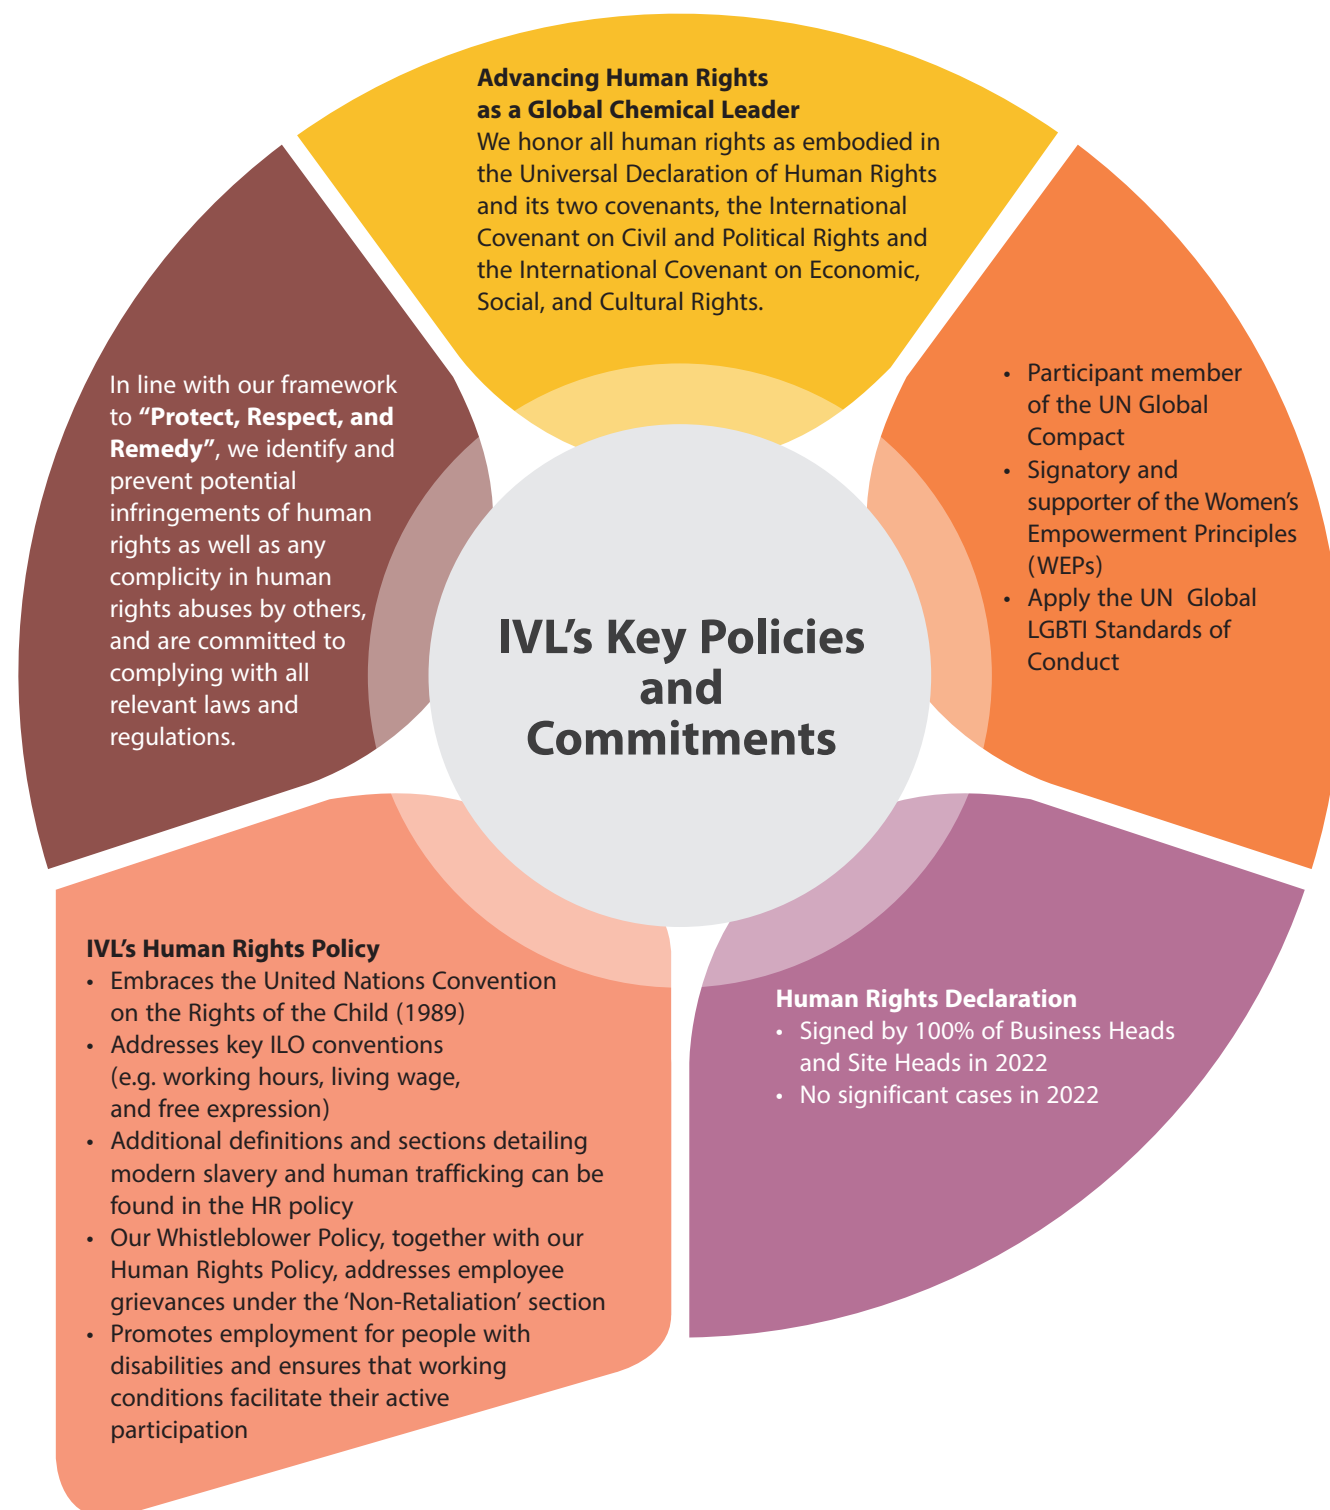 Advancing Human Rights
as a Global Chemical Leader
We honor all human rights as embodied in
the Universal Declaration of Human Rights
and its two covenants, the International
Covenant on Civil and Political Rights and
the International Covenant on Economic,
Social, and Cultural Rights.
• Participant member
of the UN Global
Compact
• Signatory and
supporter of the Women's
Empowerment Principles
(WEPs)
• Apply the UN Global
LGBTI Standards of
Conduct
In line with our framework
to "Protect, Respect, and
Remedy", we identify and
prevent potential
infringements of human
rights as well as any
complicity in human
rights abuses by others,
and are committed to
complying with all
relevant laws and
regulations.
IVL's Key Policies
and
Commitments
IVL's Human Rights Policy
• Embraces the United Nations Convention
on the Rights of the Child (1989)
• Addresses key ILO conventions
(e.g. working hours, living wage,
and free expression)
• Additional definitions and sections detailing
modern slavery and human trafficking can be
found in the HR policy
• Our Whistleblower Policy, together with our
Human Rights Policy, addresses employee
grievances under the 'Non-Retaliation' section
• Promotes employment for people with
disabilities and ensures that working
conditions facilitate their active
participation
Human Rights Declaration
• Signed by 100% of Business Heads
and Site Heads in 2022
• No significant cases in 2022